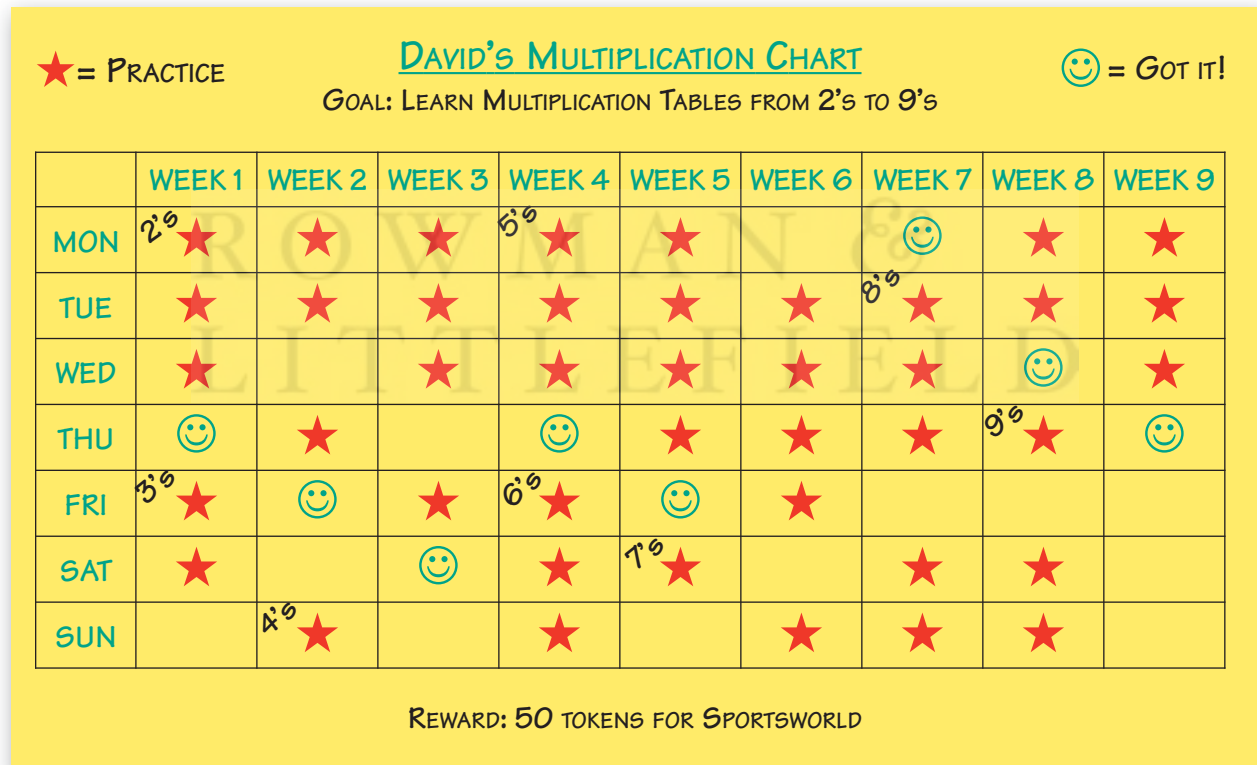 ★= PRACTICE
DAVID'S MULTIPLICATION CHART
☺ = GOT IT!
GOAL: LEARN MULTIPLICATION TABLES FROM 2'S TO 9'S
WEEK 1 WEEK 2 WEEK 3 WEEK 4 WEEK 5 WEEK 6 WEEK 7 WEEK 8 WEEK 9
MON 2's 5's
TUE 8's
WED
THU 9's
FRI 3's 6's
SAT 7's
SUN 4's
ROWMAN &
LITTLEFIELD
REWARD: 50 TOKENS FOR SPORTSWORLD